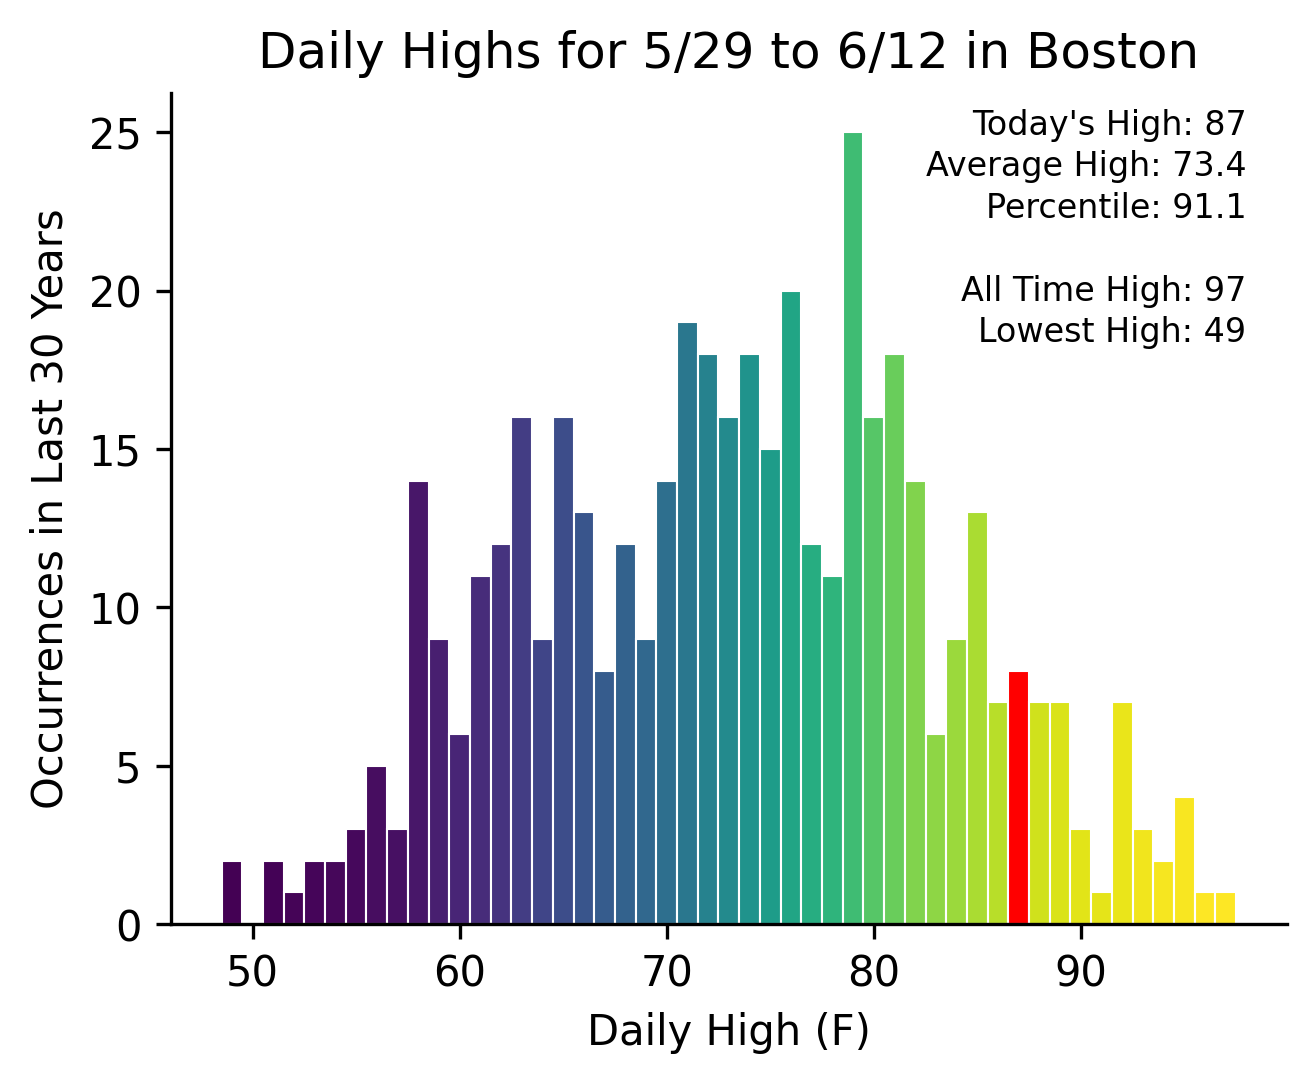 Daily Highs for 5/29 to 6/12 in Boston
Today's High: 87
Average High: 73.4
Percentile: 91.1
All Time High: 97
Lowest High: 49
Occurrences in Last 30 Years
25
20
15
10
5
0
50
60
70
80
90
Daily High (F)